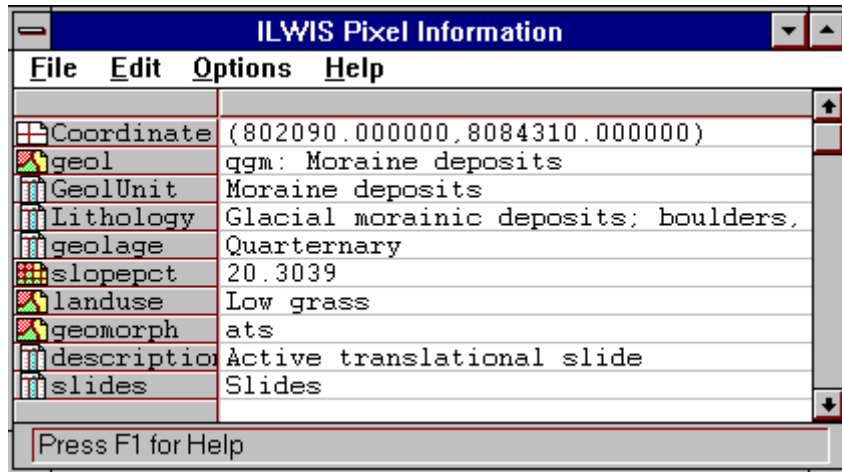 ILWIS Pixel Information
File Edit Options Help
Coordinate (802090.000000,8084310.000000)
geol qgm: Moraine deposits
GeolUnit Moraine deposits
Lithology Glacial morainic deposits; boulders,
geolage Quarternary
slopepct 20.3039
landuse Low grass
geomorph ats
description Active translational slide
slides Slides
Press F1 for Help